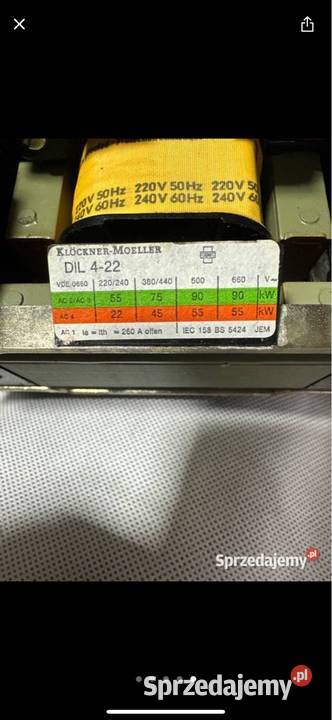 220V 50Hz 220V 50Hz 220V 50
240V 60Hz 240V 60Hz 240V 60
KLÖCKNER-MOELLER
DIL 4-22
VDE 0660 220/240 380/440 500 660 V~
AC 2/AC 3 55 75 90 90 kW
AC 4 22 45 55 55 kW
AC 1 Ie = Ith = 260 A offen IEC 158 BS 5424 JEM
Sprzedajemy.pl
Sprzedajemy.pl